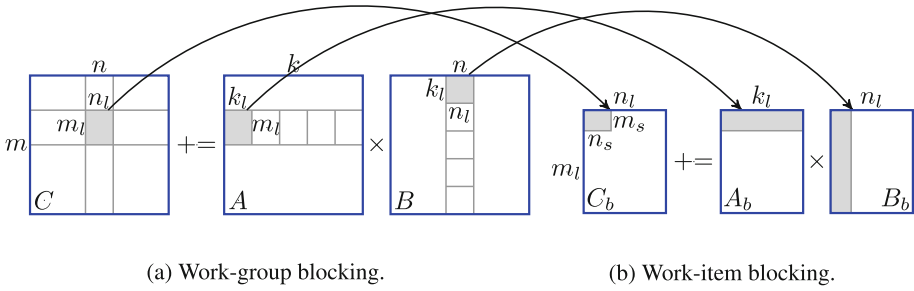 n k n
n_l k_l k_l n_l k_l n_l
m m_l += m_l × n_l m_s
n_s
m_l += ×
C A B C_b A_b B_b
(a) Work-group blocking. (b) Work-item blocking.